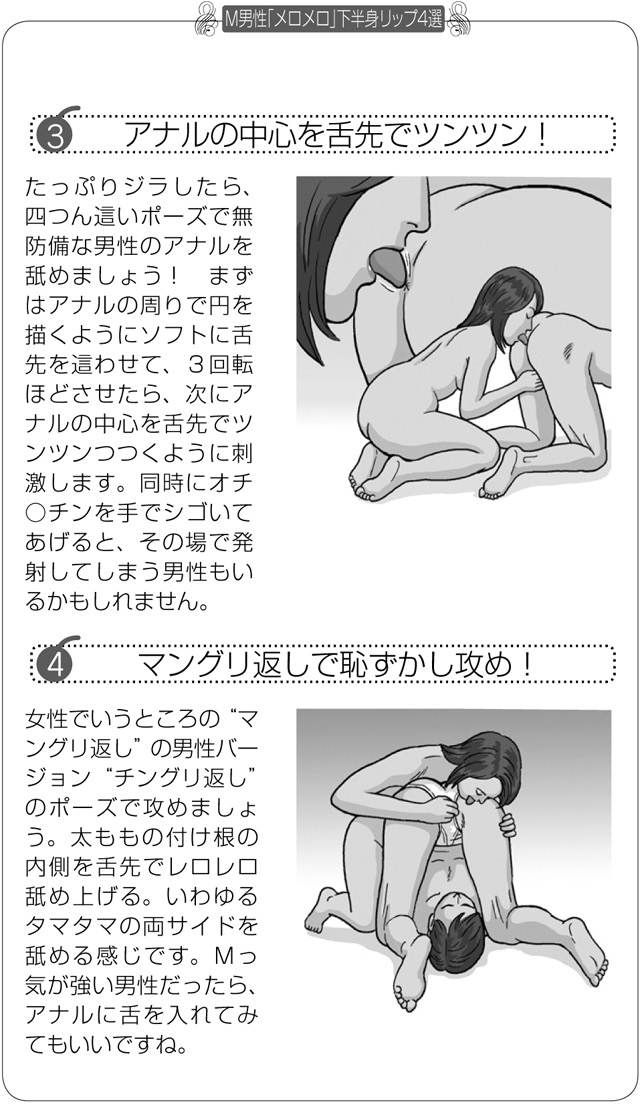 M男性｢メロメロ｣下半身リップ4選
3 アナルの中心を舌先でツンツン！
たっぷりジラしたら、
四つん這いポーズで無
防備な男性のアナルを
舐めましょう！　まず
はアナルの周りで円を
描くようにソフトに舌
先を這わせて、３回転
ほどさせたら、次にア
ナルの中心を舌先でツ
ンツンつつくように刺
激します。同時にオチ
○チンを手でシゴいて
あげると、その場で発
射してしまう男性もい
るかもしれません。
4 マングリ返しで恥ずかし攻め！
女性でいうところの“マ
ングリ返し”の男性バー
ジョン“チングリ返し”
のポーズで攻めましょ
う。太ももの付け根の
内側を舌先でレロレロ
舐め上げる。いわゆる
タマタマの両サイドを
舐める感じです。Ｍっ
気が強い男性だったら、
アナルに舌を入れてみ
てもいいですね。